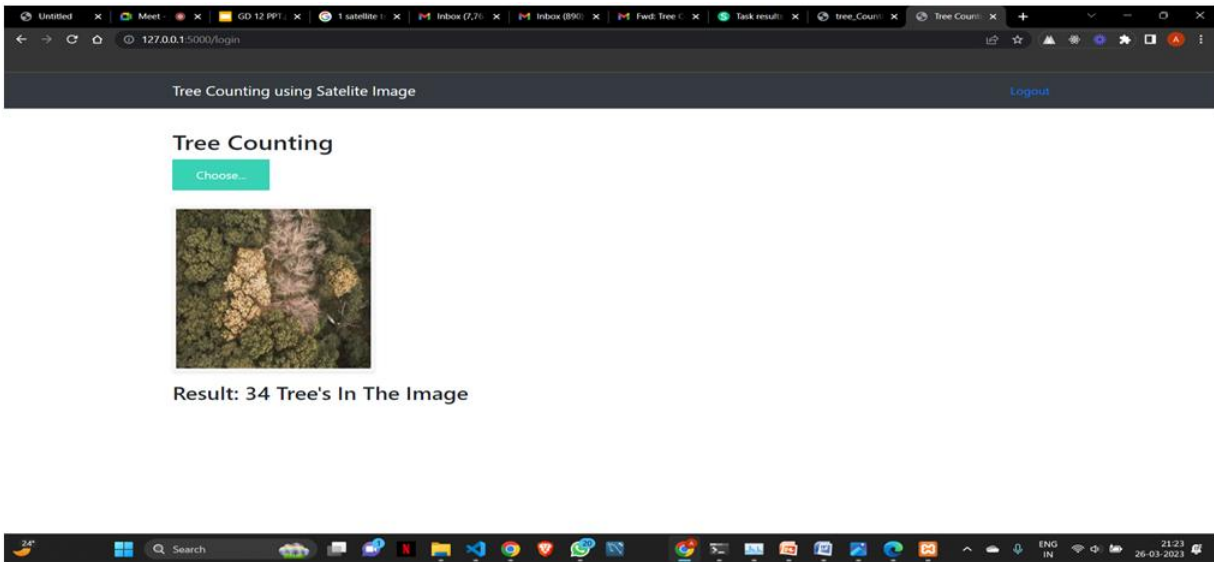 Untitled
Meet -
GD 12 PPT
1 satellite
Inbox (7,76
Inbox (890)
Fwd: Tree C
Task result
tree_Coun
Tree Count
127.0.0.1:5000/login
Tree Counting using Satelite Image
Logout
Tree Counting
Choose...
Result: 34 Tree's In The Image
24°
Search
20
ENG
IN
21:23
26-03-2023